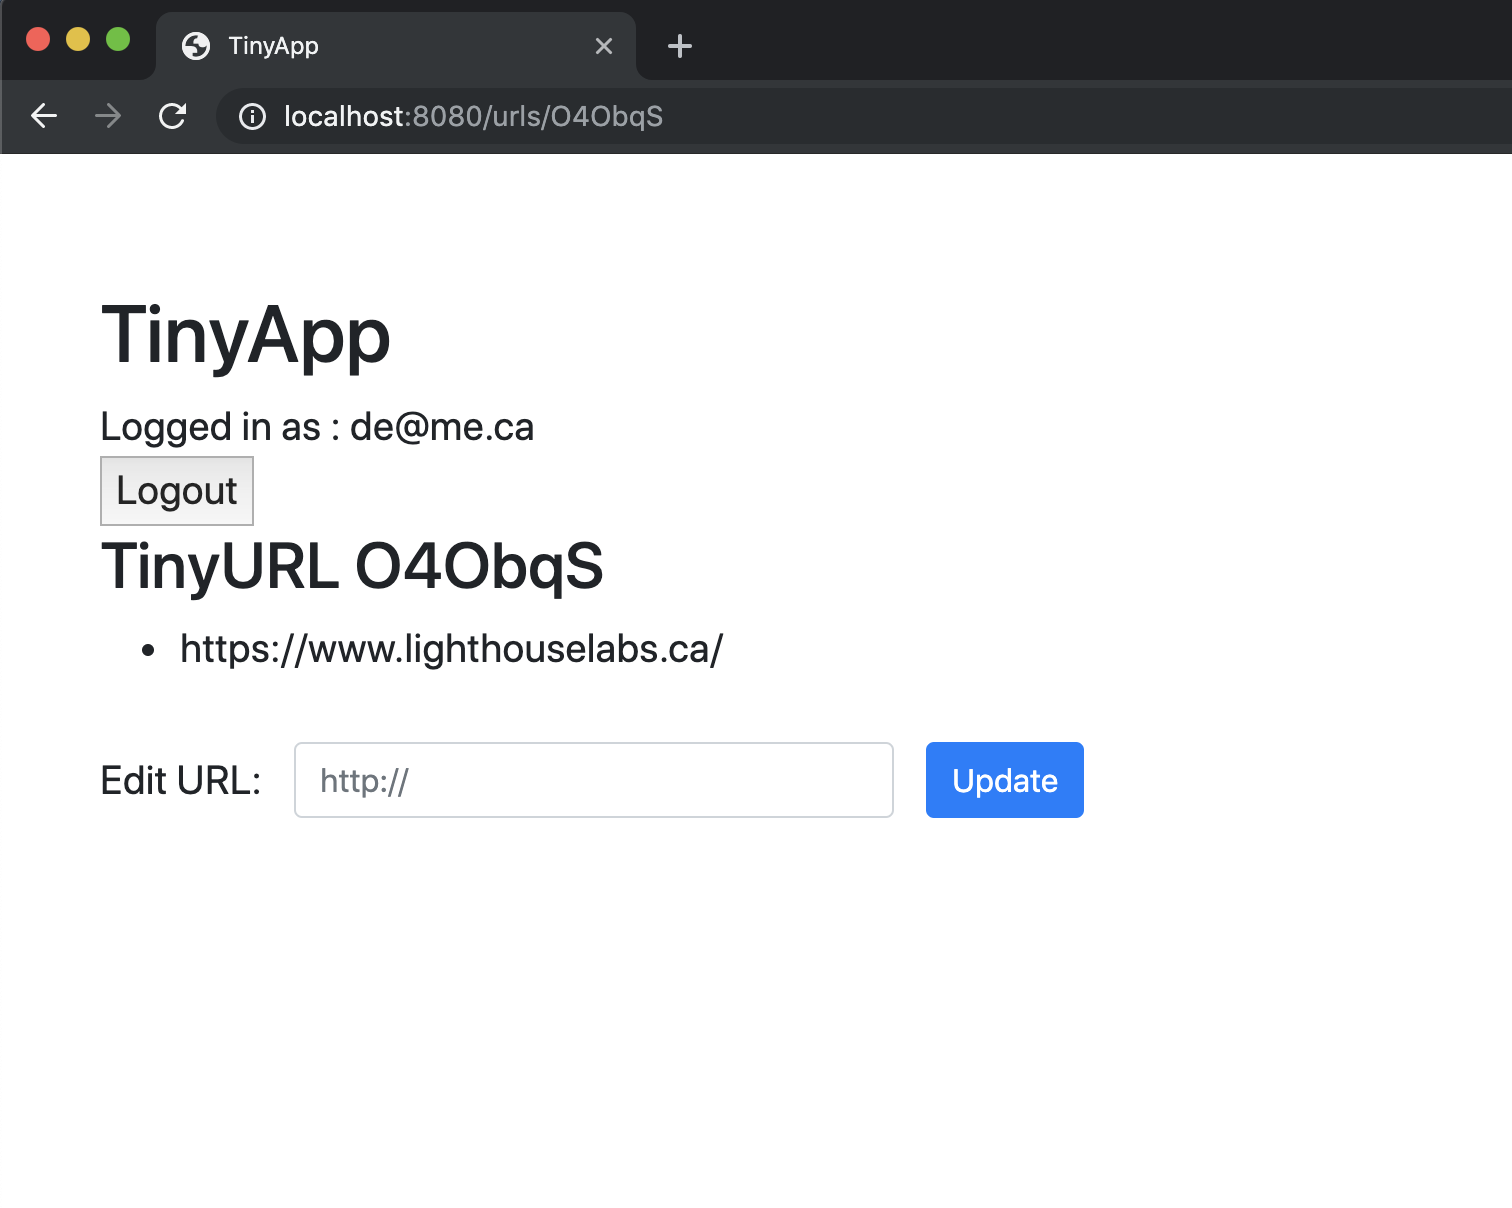 TinyApp
localhost:8080/urls/O4ObqS
TinyApp
Logged in as : de@me.ca
Logout
TinyURL O4ObqS
https://www.lighthouselabs.ca/
Edit URL: http:// Update